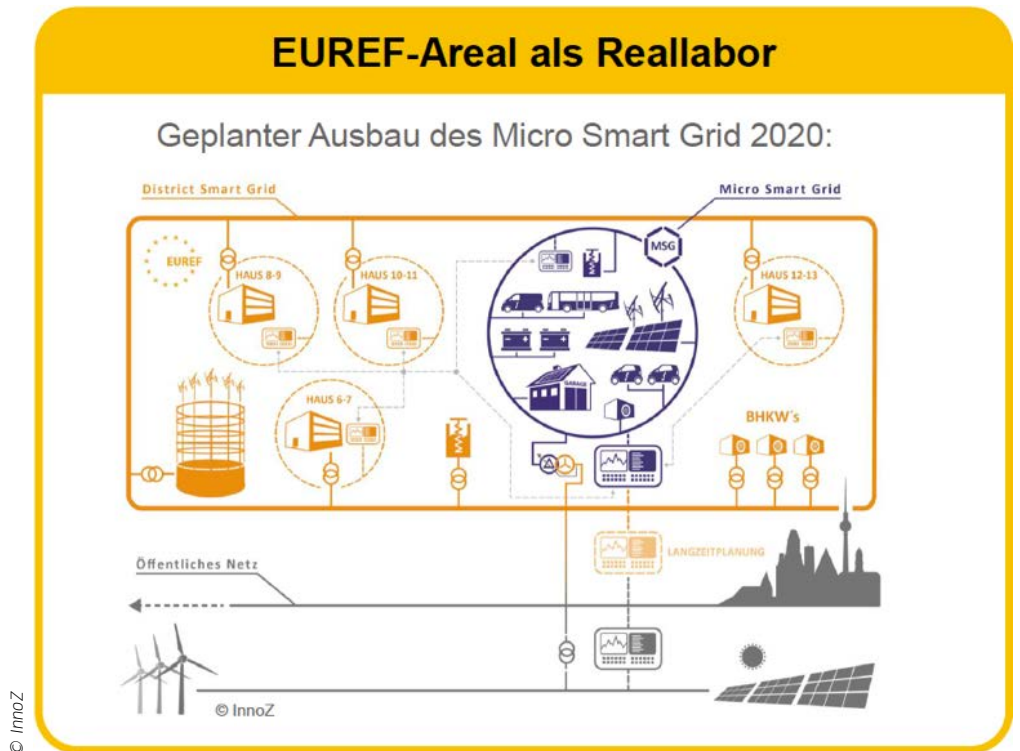 EUREF-Areal als Reallabor
Geplanter Ausbau des Micro Smart Grid 2020:
District Smart Grid
Micro Smart Grid
EUREF
HAUS 8-9
HAUS 10-11
MSG
HAUS 12-13
GARAGE
HAUS 6-7
BHKW´s
LANGZEITPLANUNG
Öffentliches Netz
© InnoZ
© InnoZ